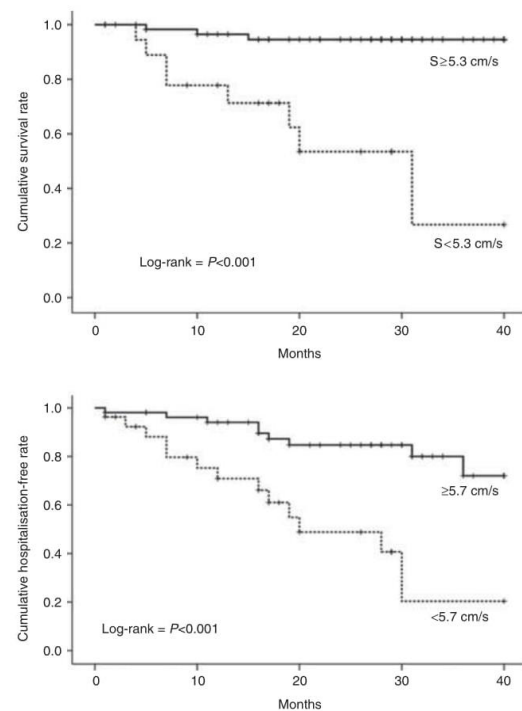 1.0
0.8
0.6
0.4
0.2
0.0
Cumulative survival rate
S≥5.3 cm/s
S<5.3 cm/s
Log-rank = P<0.001
0 10 20 30 40
Months
1.0
0.8
0.6
0.4
0.2
0.0
Cumulative hospitalisation-free rate
≥5.7 cm/s
<5.7 cm/s
Log-rank = P<0.001
0 10 20 30 40
Months